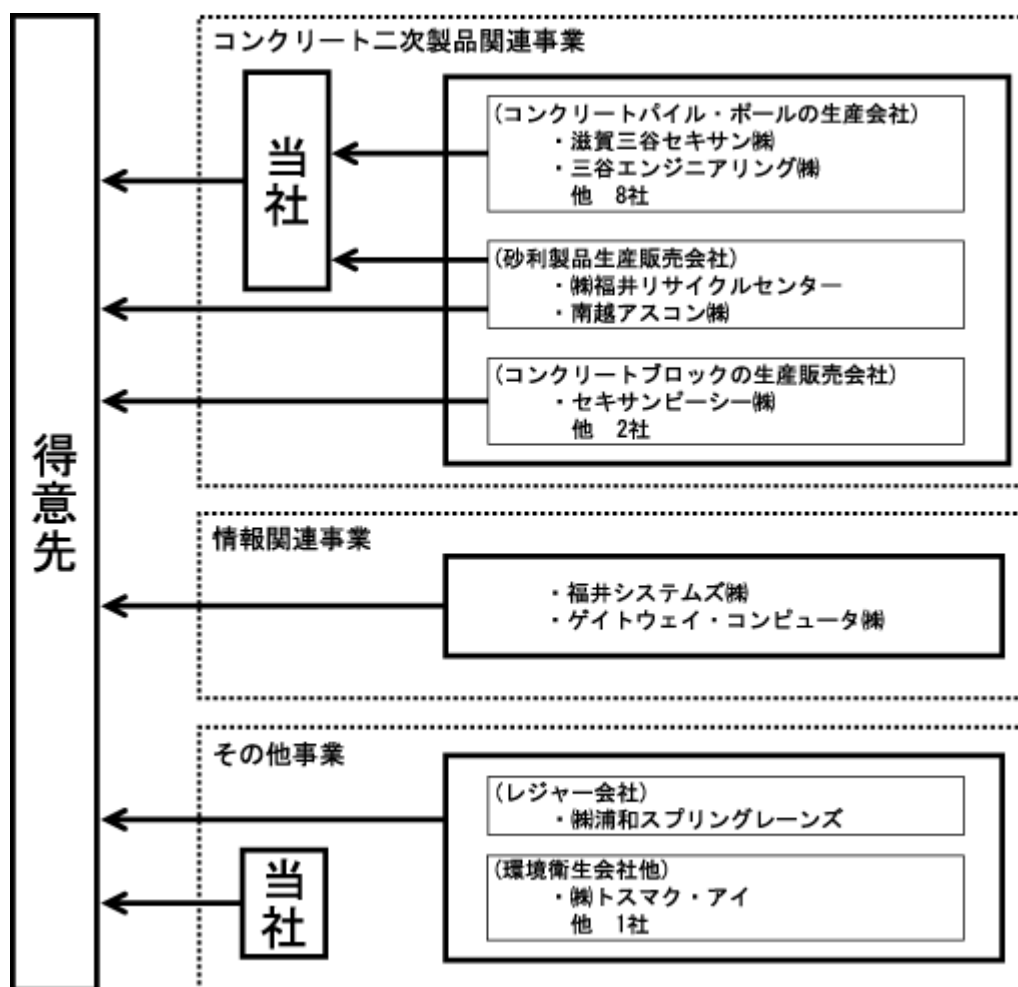 コンクリート二次製品関連事業
当社
(コンクリートパイル・ポールの生産会社)
・滋賀三谷セキサン㈱
・三谷エンジニアリング㈱
他 8社
(砂利製品生産販売会社)
・㈱福井リサイクルセンター
・南越アスコン㈱
(コンクリートブロックの生産販売会社)
・セキサンピーシー㈱
他 2社
得意先
情報関連事業
・福井システムズ㈱
・ゲイトウェイ・コンピュータ㈱
その他事業
(レジャー会社)
・㈱浦和スプリングレーンズ
当社
(環境衛生会社他)
・㈱トスマク・アイ
他 1社